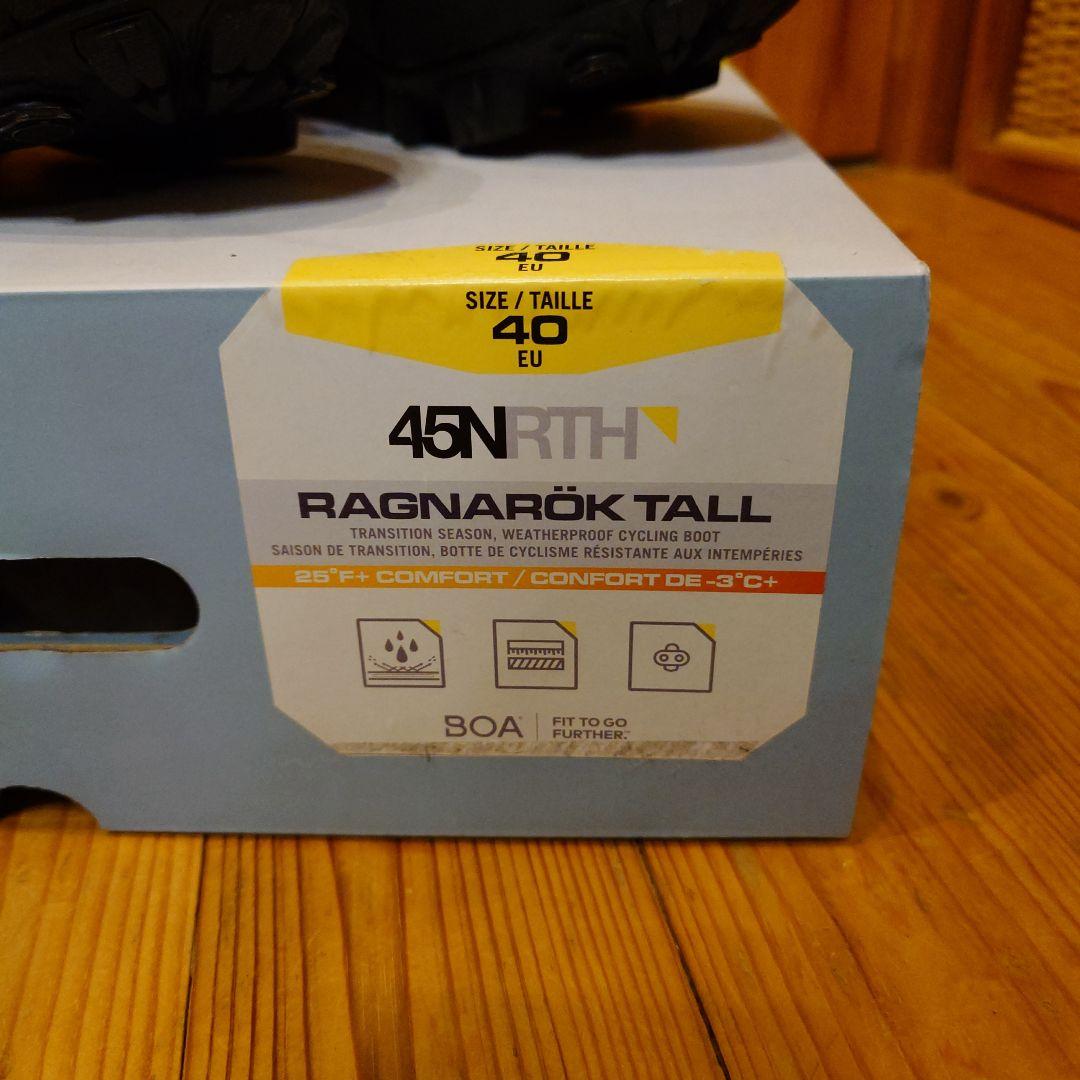 SIZE / TAILLE
40
EU
SIZE / TAILLE
40
EU
45NRTH
RAGNARÖK TALL
TRANSITION SEASON, WEATHERPROOF CYCLING BOOT
SAISON DE TRANSITION, BOTTE DE CYCLISME RÉSISTANTE AUX INTEMPÉRIES
25°F+ COMFORT / CONFORT DE -3°C+
BOA® | FIT TO GO
FURTHER.™